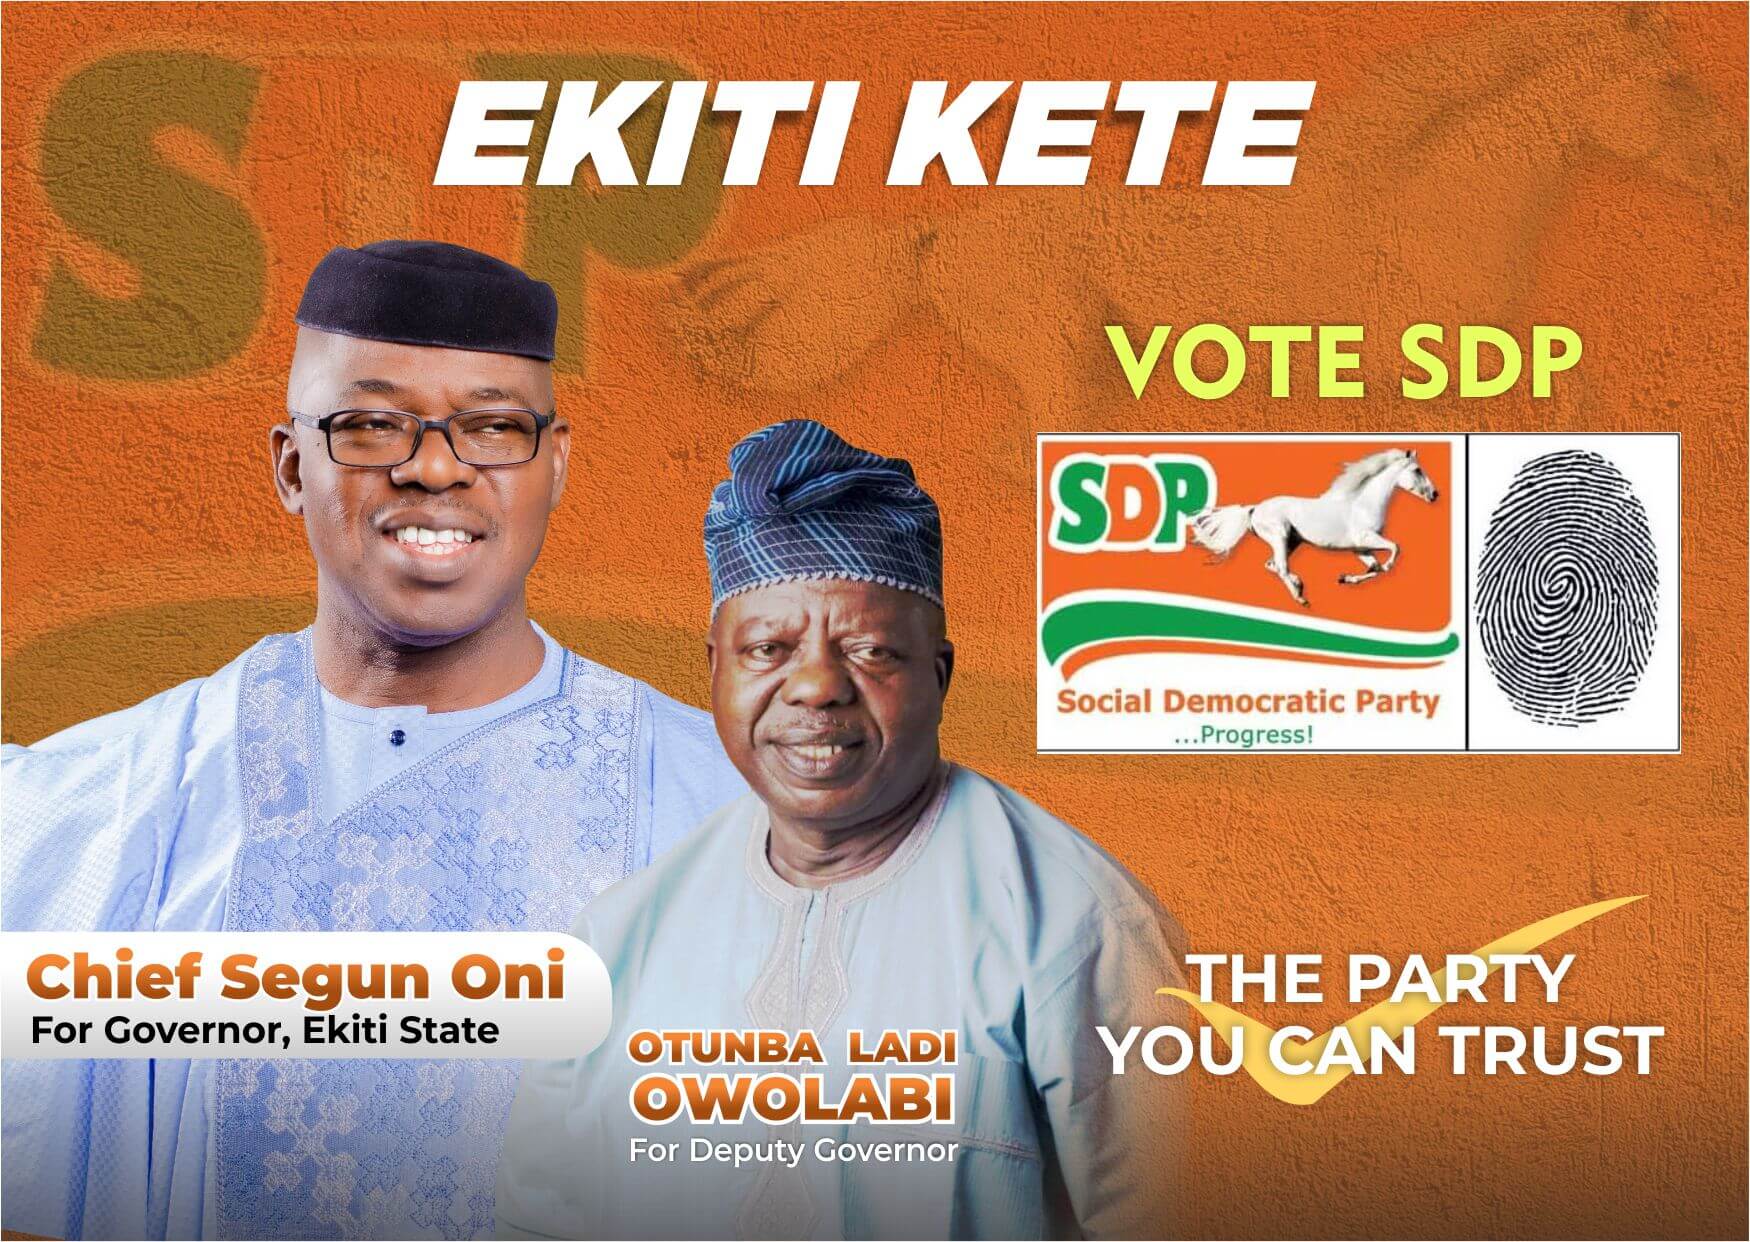 EKITI KETE
VOTE SDP
SDP
Social Democratic Party
...Progress!
Chief Segun Oni
For Governor, Ekiti State
OTUNBA LADI
OWOLABI
For Deputy Governor
THE PARTY
YOU CAN TRUST
SDP